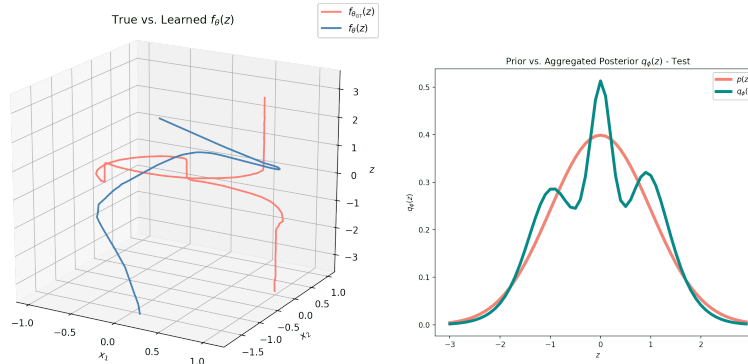 True vs. Learned fθ(z)
fθGT(z)
fθ(z)
3
2
1
0
−1
−2
−3
z
−1.0
−0.5
0.0
0.5
1.0
x1
−1.5
−1.0
−0.5
0.0
0.5
1.0
x2
Prior vs. Aggregated Posterior qϕ(z) - Test
p(z
qϕ(
0.5
0.4
0.3
0.2
0.1
0.0
qϕ(z)
−3
−2
−1
0
1
2
z